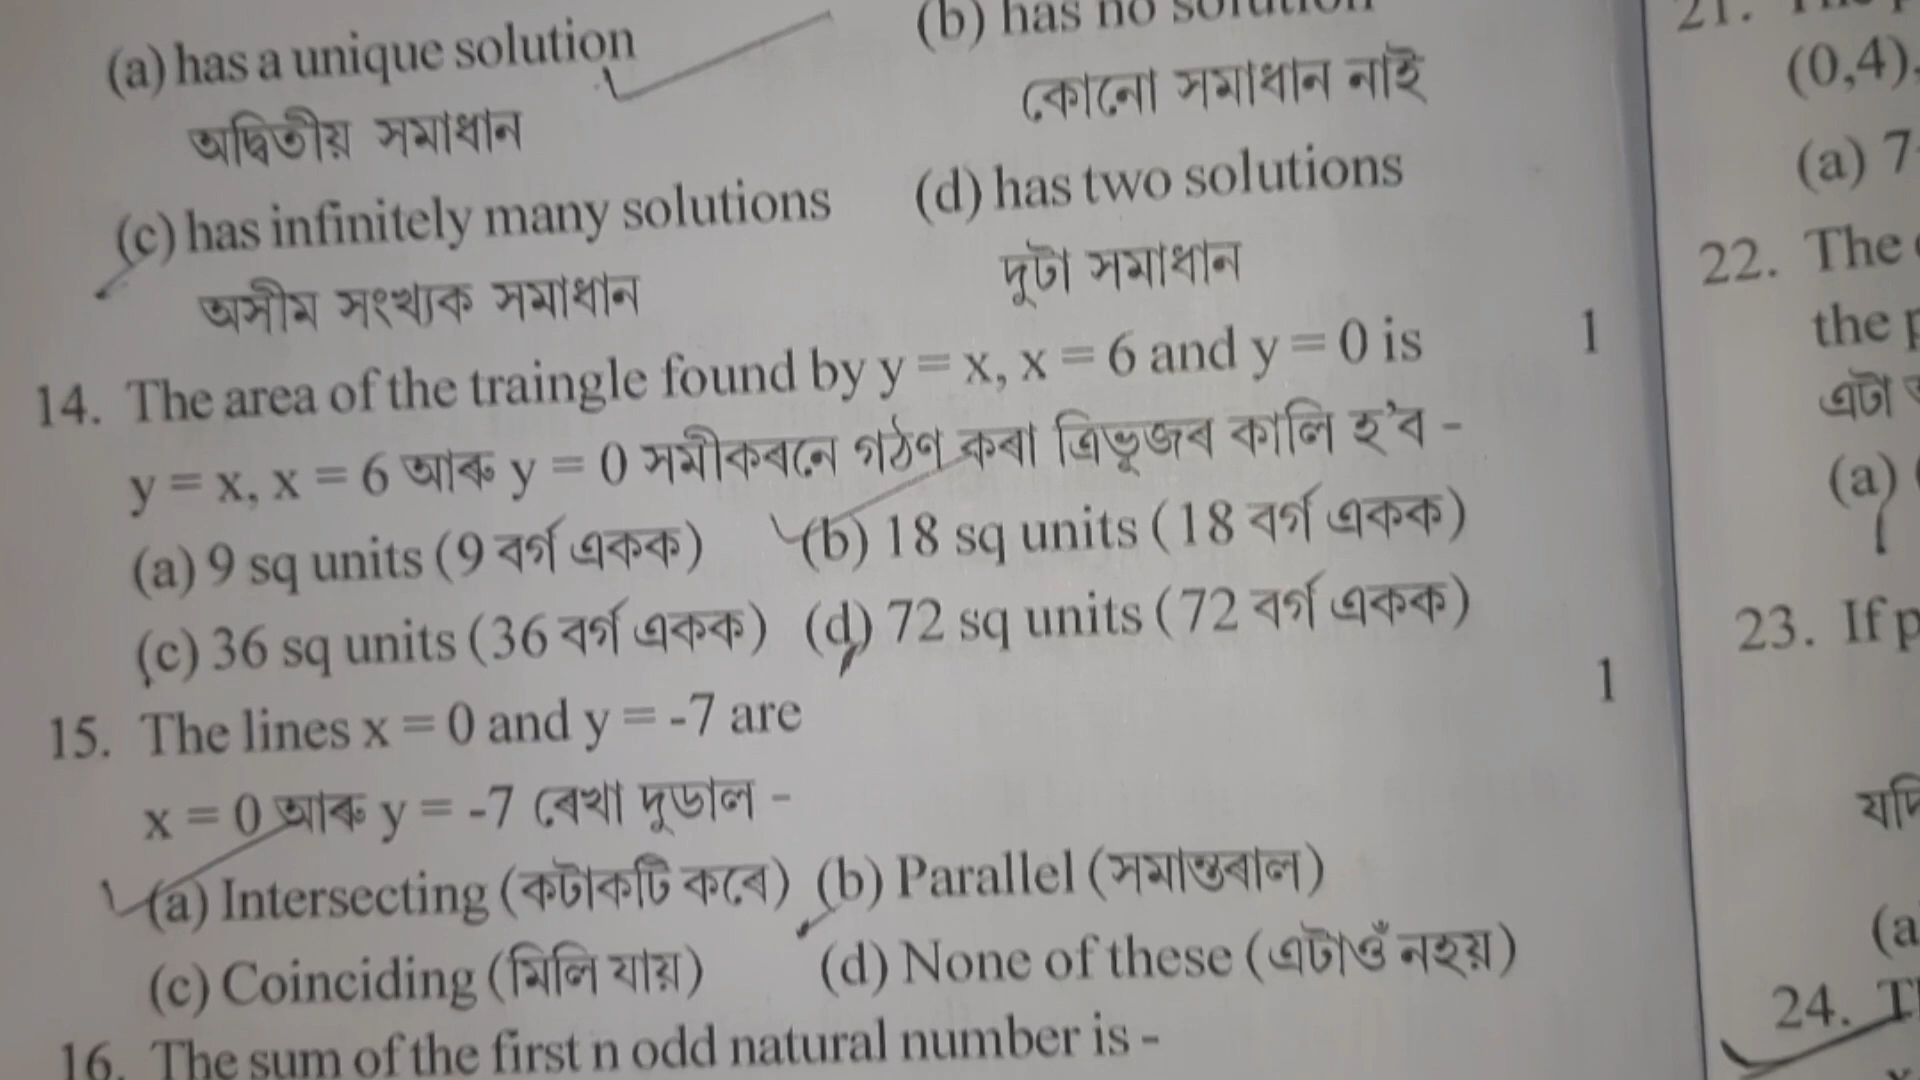 (a) has a unique solution
(b) has no solution
অদ্বিতীয় সমাধান
কোনো সমাধান নাই
(c) has infinitely many solutions
(d) has two solutions
অসীম সংখ্যক সমাধান
দূটা সমাধান
14. The area of the traingle found by y = x, x = 6 and y = 0 is 1
y = x, x = 6 আৰু y = 0 সমীকৰনে গঠণ কৰা ত্ৰিভূজৰ কালি হ'ব -
(a) 9 sq units (9 বৰ্গ একক) (b) 18 sq units (18 বৰ্গ একক)
(c) 36 sq units (36 বৰ্গ একক) (d) 72 sq units (72 বৰ্গ একক)
15. The lines x = 0 and y = -7 are 1
x = 0 আৰু y = -7 ৰেখা দূডাল -
(a) Intersecting (কটাকটি কৰে) (b) Parallel (সমান্তৰাল)
(c) Coinciding (মিলি যায়) (d) None of these (এটাওঁ নহয়)
16. The sum of the first n odd natural number is -
21.
(0,4),
(a) 7
22. The
the
এটা
(a)
23. If
(a
24.